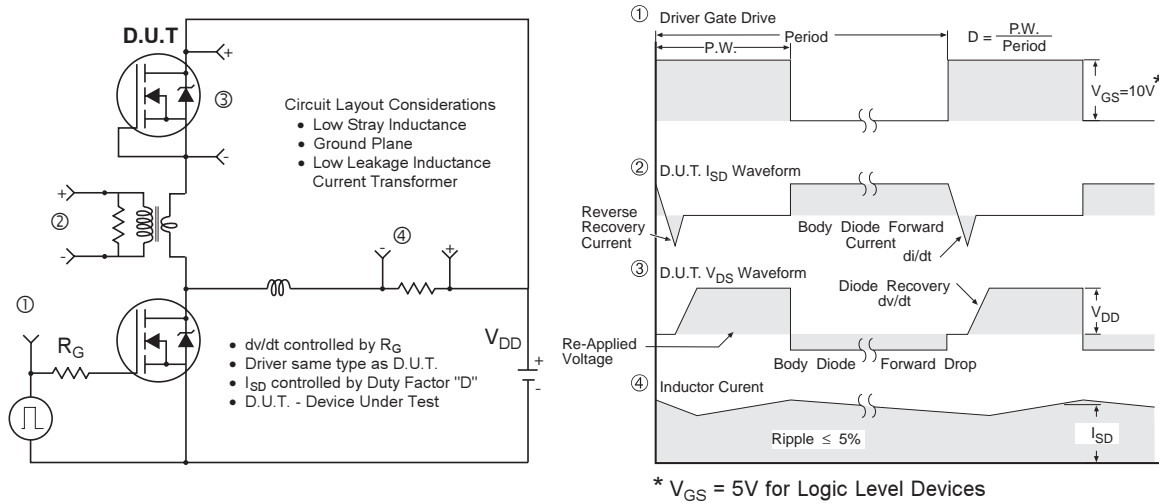 D.U.T
+
③
-
Circuit Layout Considerations
• Low Stray Inductance
• Ground Plane
• Low Leakage Inductance
Current Transformer
+
②
-
④
- +
①
R_G
• dv/dt controlled by R_G
• Driver same type as D.U.T.
• I_SD controlled by Duty Factor "D"
• D.U.T. - Device Under Test
V_DD
+
-
① Driver Gate Drive
P.W.
Period
D = P.W.
Period
V_GS=10V *
② D.U.T. I_SD Waveform
Reverse
Recovery
Current
Body Diode Forward
Current
di/dt
③ D.U.T. V_DS Waveform
Diode Recovery
dv/dt
V_DD
Re-Applied
Voltage
Body Diode Forward Drop
④ Inductor Curent
Ripple ≤ 5%
I_SD
* V_GS = 5V for Logic Level Devices